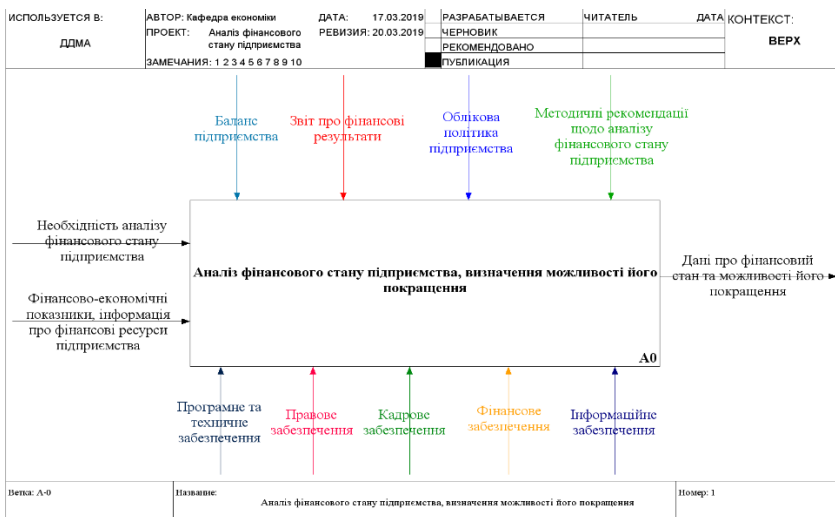 ИСПОЛЬЗУЕТСЯ В:
ДДМА
АВТОР: Кафедра економіки
ДАТА: 17.03.2019
ПРОЕКТ: Аналіз фінансового
стану підприємства
РЕВИЗИЯ: 20.03.2019
ЗАМЕЧАНИЯ: 1 2 3 4 5 6 7 8 9 10
РАЗРАБАТЫВАЕТСЯ
ЧЕРНОВИК
РЕКОМЕНДОВАНО
ПУБЛИКАЦИЯ
ЧИТАТЕЛЬ
ДАТА
КОНТЕКСТ:
ВЕРХ
Баланс
підприємства
Звіт про фінансові
результати
Облікова
політика
підприємства
Методичні рекомендації
щодо аналізу
фінансового стану
підприємства
Необхідність аналізу
фінансового стану
підприємства
Фінансово-економічні
показники, інформація
про фінансові ресурси
підприємства
Аналіз фінансового стану підприємства, визначення можливості його
покращення
A0
Дані про фінансовий
стан та можливості його
покращення
Програмне та
технічне
забезпечення
Правове
забезпечення
Кадрове
забезпечення
Фінансове
забезпечення
Інформаційне
забезпечення
Ветка: A-0
Название:
Аналіз фінансового стану підприємства, визначення можливості його покращення
Номер: 1